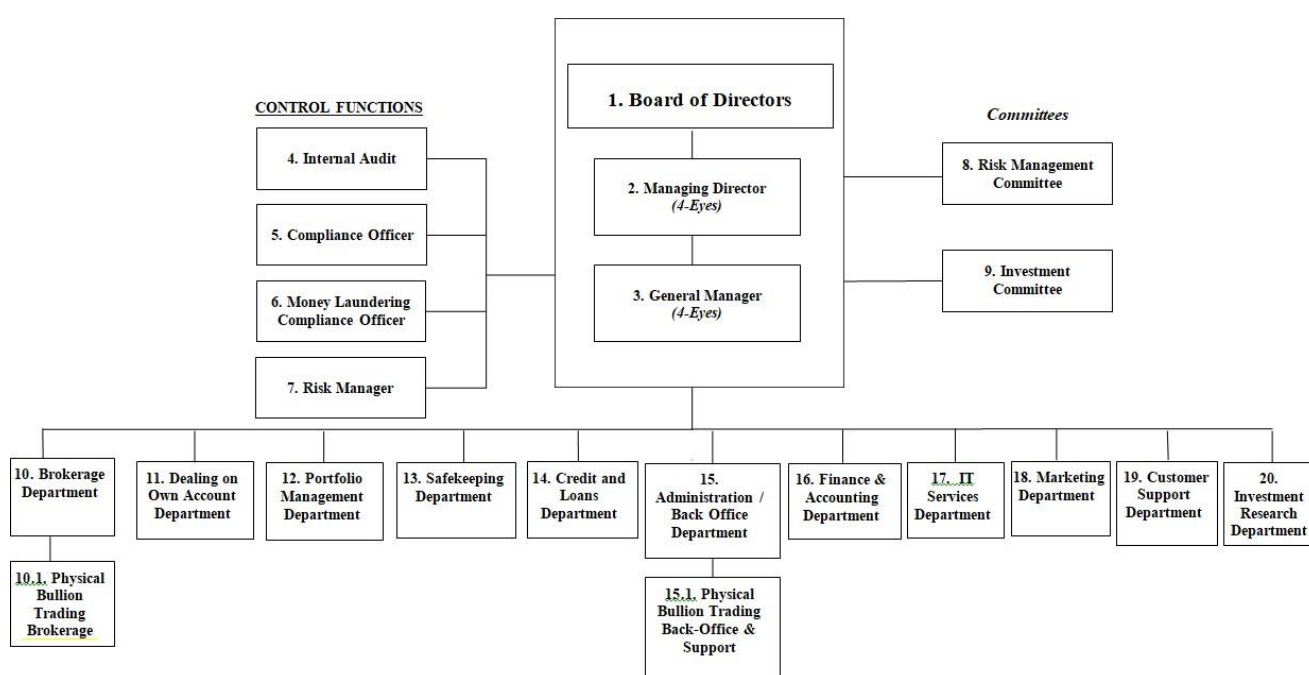 1. Board of Directors
CONTROL FUNCTIONS
Committees
4. Internal Audit
2. Managing Director
(4-Eyes)
8. Risk Management
Committee
5. Compliance Officer
3. General Manager
(4-Eyes)
9. Investment
Committee
6. Money Laundering
Compliance Officer
7. Risk Manager
10. Brokerage
Department
11. Dealing on
Own Account
Department
12. Portfolio
Management
Department
13. Safekeeping
Department
14. Credit and
Loans
Department
15.
Administration /
Back Office
Department
16. Finance &
Accounting
Department
17. IT
Services
Department
18. Marketing
Department
19. Customer
Support
Department
20.
Investment
Research
Department
10.1. Physical
Bullion
Trading
Brokerage
15.1. Physical
Bullion Trading
Back-Office &
Support